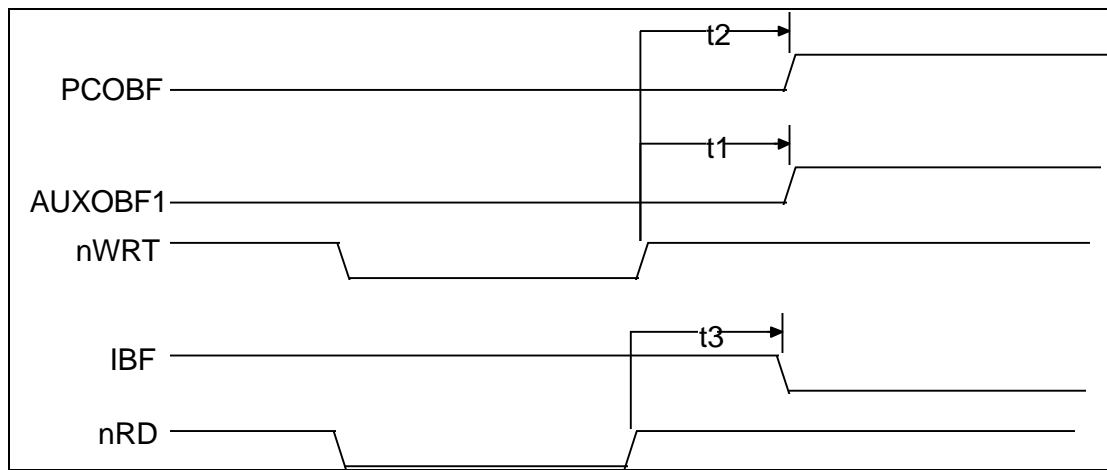 t2
PCOBF
t1
AUXOBF1
nWRT
t3
IBF
nRD